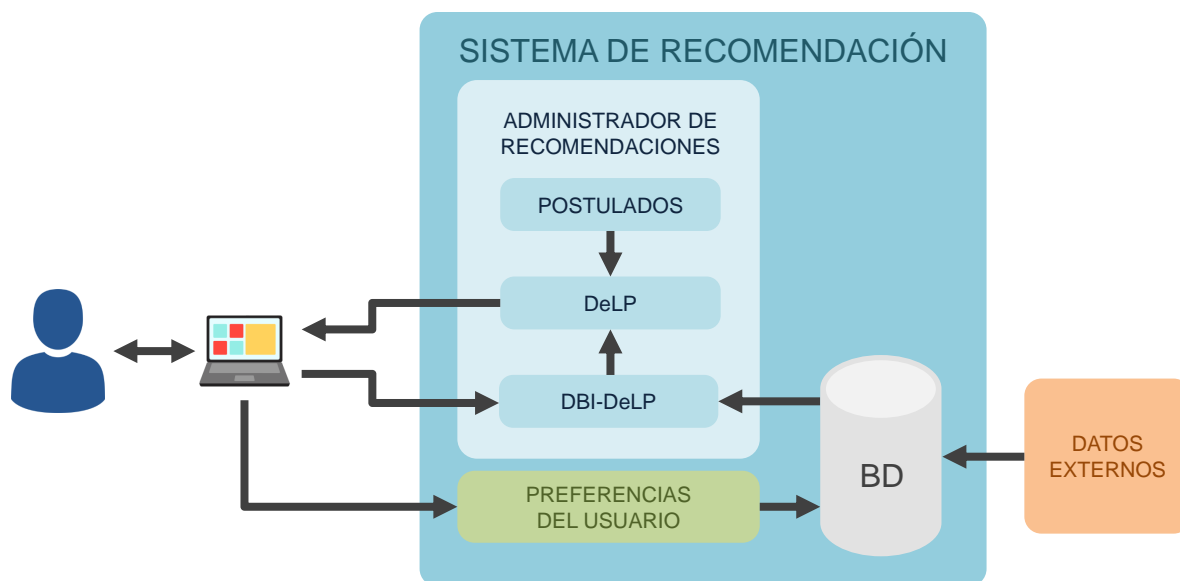 SISTEMA DE RECOMENDACIÓN
ADMINISTRADOR DE
RECOMENDACIONES
POSTULADOS
DeLP
DBI-DeLP
PREFERENCIAS
DEL USUARIO
BD
DATOS
EXTERNOS